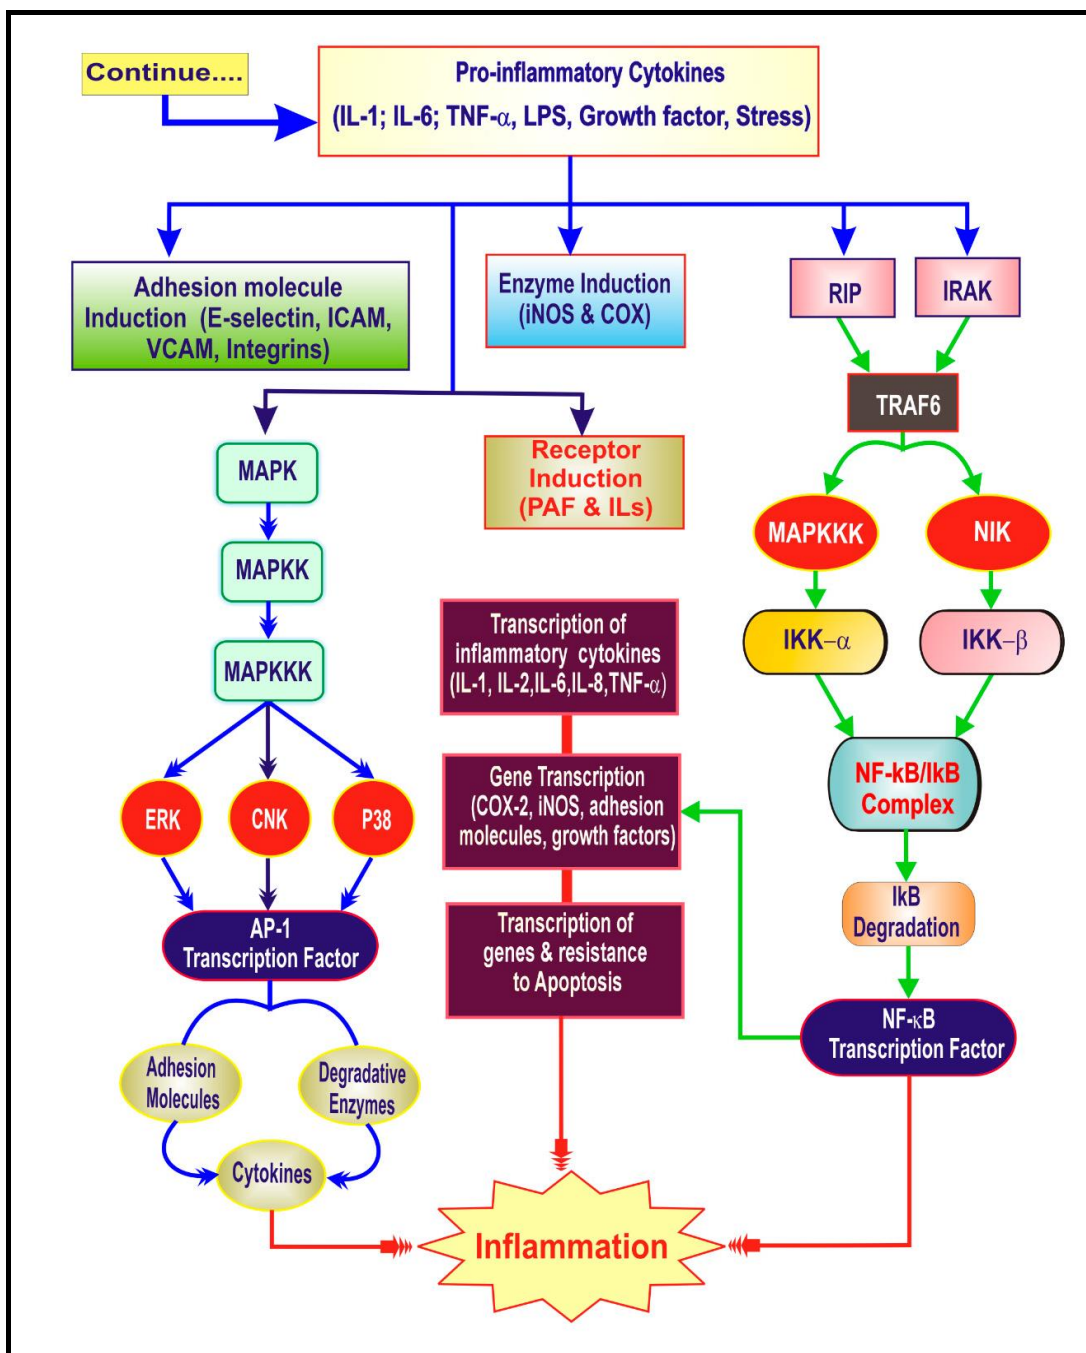 Continue....
Pro-inflammatory Cytokines
(IL-1; IL-6; TNF-α, LPS, Growth factor, Stress)
Adhesion molecule
Induction (E-selectin, ICAM,
VCAM, Integrins)
Enzyme Induction
(iNOS & COX)
RIP
IRAK
TRAF6
MAPK
Receptor
Induction
(PAF & ILs)
MAPKK
MAPKKK
MAPKKK
NIK
IKK-α
IKK-β
Transcription of
inflammatory cytokines
(IL-1, IL-2,IL-6,IL-8,TNF-α)
ERK
CNK
P38
Gene Transcription
(COX-2, iNOS, adhesion
molecules, growth factors)
NF-kB/IkB
Complex
IkB
Degradation
AP-1
Transcription Factor
Transcription of
genes & resistance
to Apoptosis
NF-κB
Transcription Factor
Adhesion
Molecules
Degradative
Enzymes
Cytokines
Inflammation